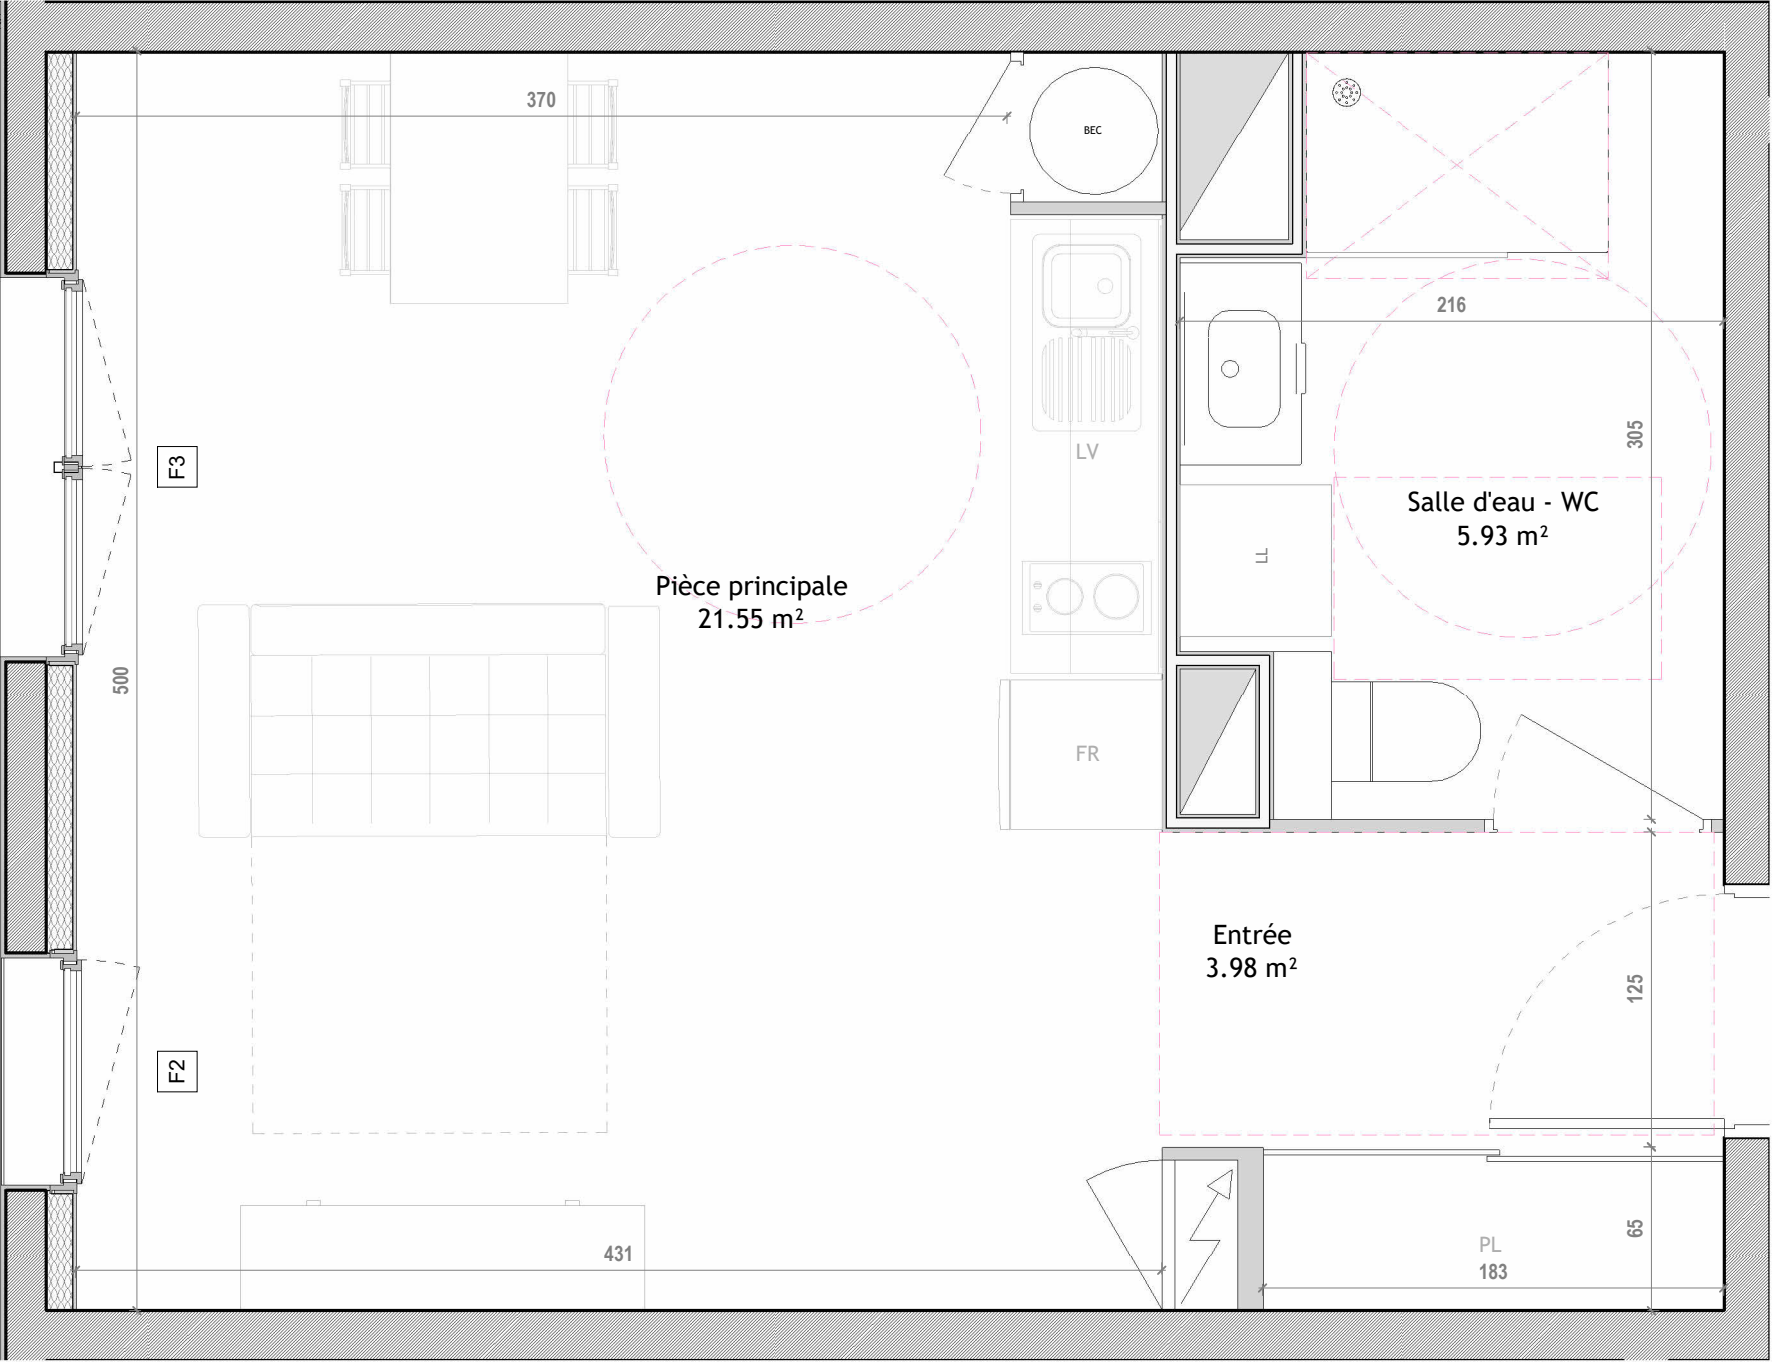 370
BEC
216
305
F3
LV
Salle d'eau - WC
5.93 m²
LL
Pièce principale
21.55 m²
500
FR
Entrée
3.98 m²
125
F2
65
431
PL
183